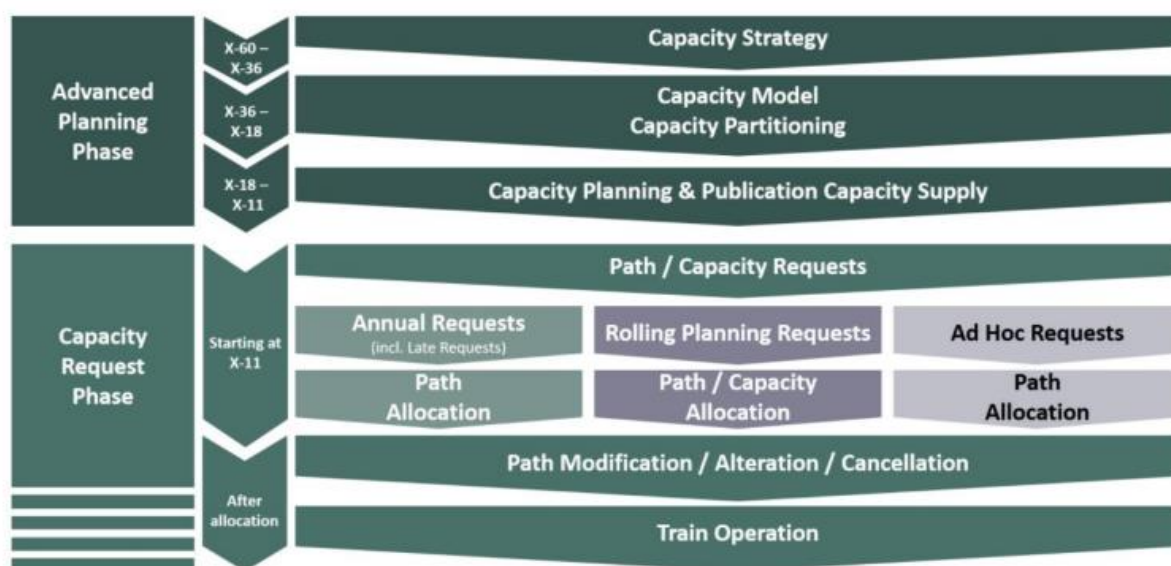 Advanced
Planning
Phase
X-60 –
X-36
Capacity Strategy
X-36 –
X-18
Capacity Model
Capacity Partitioning
X-18 –
X-11
Capacity Planning & Publication Capacity Supply
Capacity
Request
Phase
Starting at
X-11
Path / Capacity Requests
Annual Requests
(incl. Late Requests)
Rolling Planning Requests
Ad Hoc Requests
Path
Allocation
Path / Capacity
Allocation
Path
Allocation
After
allocation
Path Modification / Alteration / Cancellation
Train Operation